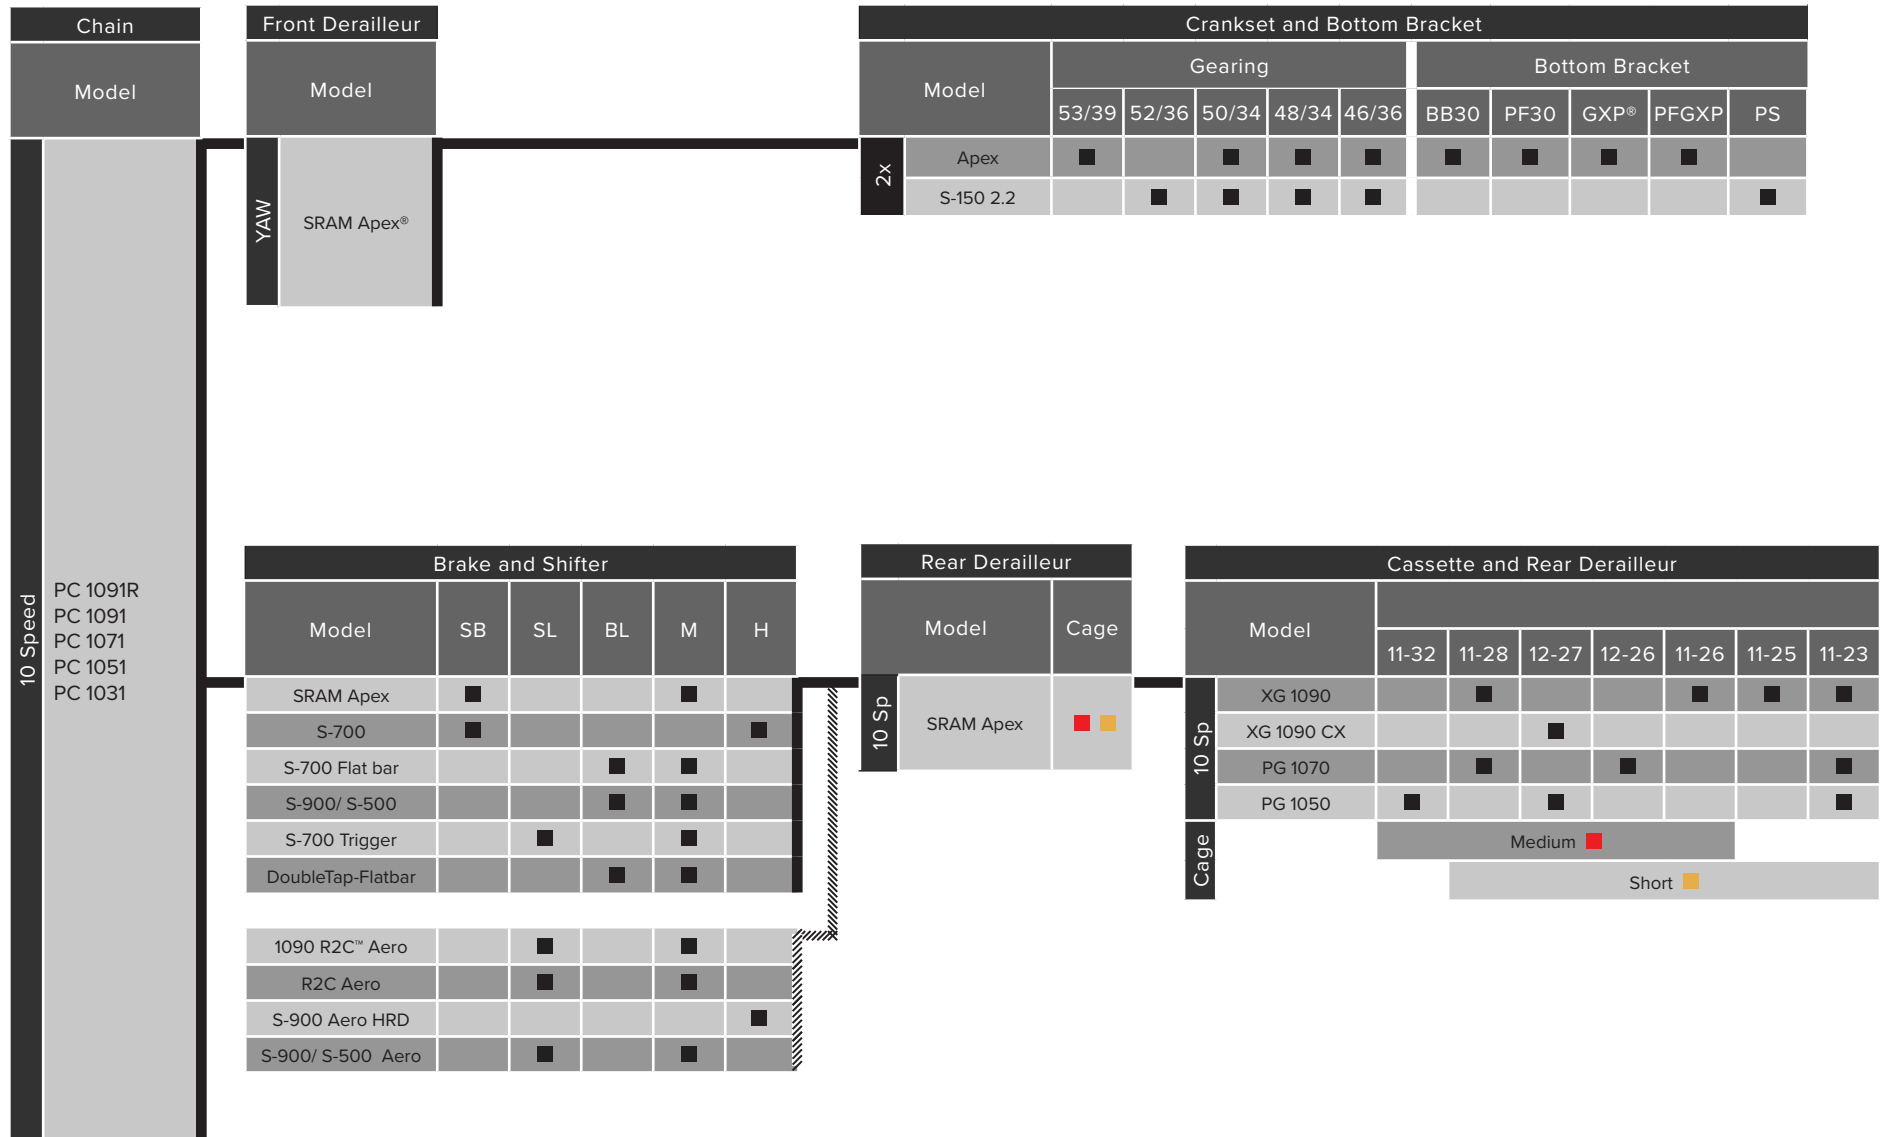 Chain
Model
10 Speed
PC 1091R
PC 1091
PC 1071
PC 1051
PC 1031
Front Derailleur
Model
YAW
SRAM Apex®
Crankset and Bottom Bracket
Model
Gearing
Bottom Bracket
53/39 52/36 50/34 48/34 46/36 BB30 PF30 GXP® PFGXP PS
2x
Apex
S-150 2.2
Brake and Shifter
Model SB SL BL M H
SRAM Apex
S-700
S-700 Flat bar
S-900/ S-500
S-700 Trigger
DoubleTap-Flatbar
1090 R2C™ Aero
R2C Aero
S-900 Aero HRD
S-900/ S-500 Aero
Rear Derailleur
Model Cage
10 Sp
SRAM Apex
Cassette and Rear Derailleur
Model
11-32 11-28 12-27 12-26 11-26 11-25 11-23
10 Sp
XG 1090
XG 1090 CX
PG 1070
PG 1050
Cage
Medium
Short